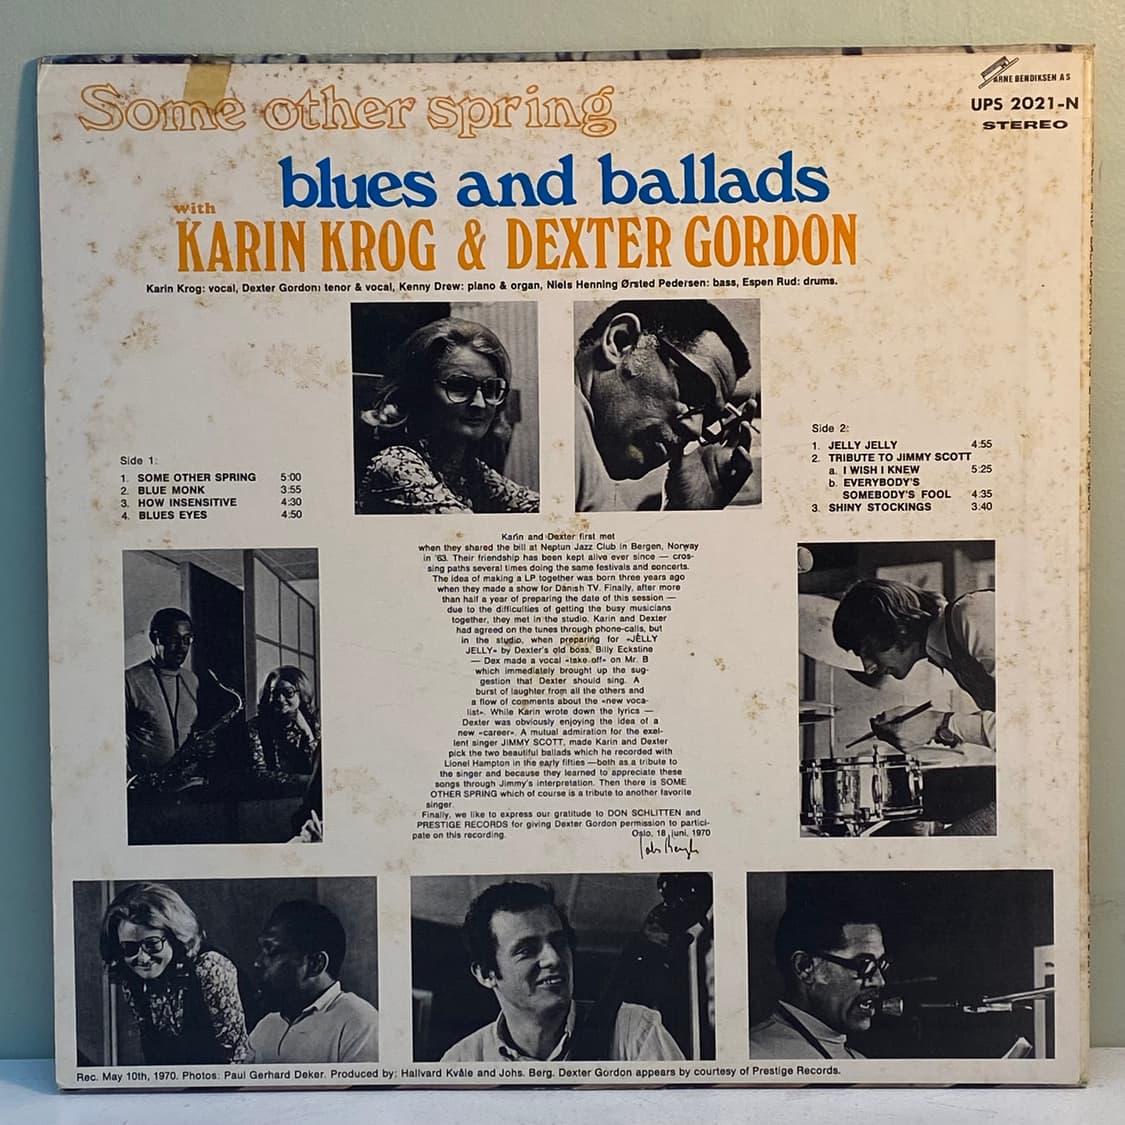 Some other spring
ARNE BENDIKSEN A S
UPS 2021-N
STEREO
blues and ballads
with
KARIN KROG & DEXTER GORDON
Karin Krog: vocal, Dexter Gordon: tenor & vocal, Kenny Drew: piano & organ, Niels Henning Ørsted Pedersen: bass, Espen Rud: drums.
Side 1:
1. SOME OTHER SPRING 5:00
2. BLUE MONK 3:55
3. HOW INSENSITIVE 4:30
4. BLUES EYES 4:50
Side 2:
1. JELLY JELLY 4:55
2. TRIBUTE TO JIMMY SCOTT
a. I WISH I KNEW 5:25
b. EVERYBODY'S
SOMEBODY'S FOOL 4:35
3. SHINY STOCKINGS 3:40
Karin and Dexter first met
when they shared the bill at Neptun Jazz Club in Bergen, Norway
in '63. Their friendship has been kept alive ever since — cros-
sing paths several times doing the same festivals and concerts.
The idea of making a LP together was born three years ago
when they made a show for Danish TV. Finally, after more
than half a year of preparing the date of this session —
due to the difficulties of getting the busy musicians
together, they met in the studio. Karin and Dexter
had agreed on the tunes through phone-calls, but
in the studio, when preparing for «JELLY
JELLY» by Dexter's old boss, Billy Eckstine
— Dex made a vocal «take off» on Mr. B
which immediately brought up the sug-
gestion that Dexter should sing. A
burst of laughter from all the others and
a flow of comments about the «new voca-
list». While Karin wrote down the lyrics —
Dexter was obviously enjoying the idea of a
new «career». A mutual admiration for the exel-
lent singer JIMMY SCOTT, made Karin and Dexter
pick the two beautiful ballads which he recorded with
Lionel Hampton in the early fifties —both as a tribute to
the singer and because they learned to appreciate these
songs through Jimmy's interpretation. Then there is SOME
OTHER SPRING which of course is a tribute to another favorite
singer.
Finally, we like to express our gratitude to DON SCHLITTEN and
PRESTIGE RECORDS for giving Dexter Gordon permission to partici-
pate on this recording. Oslo, 18 juni, 1970
Rec. May 10th, 1970. Photos: Paul Gerhard Deker. Produced by: Hallvard Kvåle and Johs. Berg. Dexter Gordon appears by courtesy of Prestige Records.